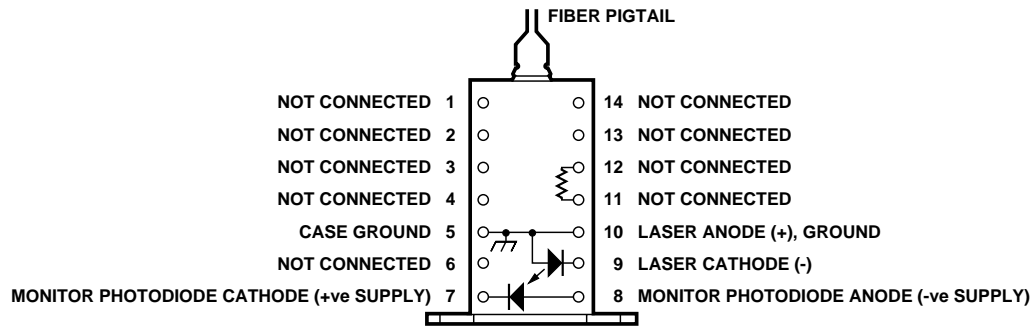 FIBER PIGTAIL
NOT CONNECTED 1
14 NOT CONNECTED
NOT CONNECTED 2
13 NOT CONNECTED
NOT CONNECTED 3
12 NOT CONNECTED
NOT CONNECTED 4
11 NOT CONNECTED
CASE GROUND 5
10 LASER ANODE (+), GROUND
NOT CONNECTED 6
9 LASER CATHODE (-)
MONITOR PHOTODIODE CATHODE (+ve SUPPLY) 7
8 MONITOR PHOTODIODE ANODE (-ve SUPPLY)